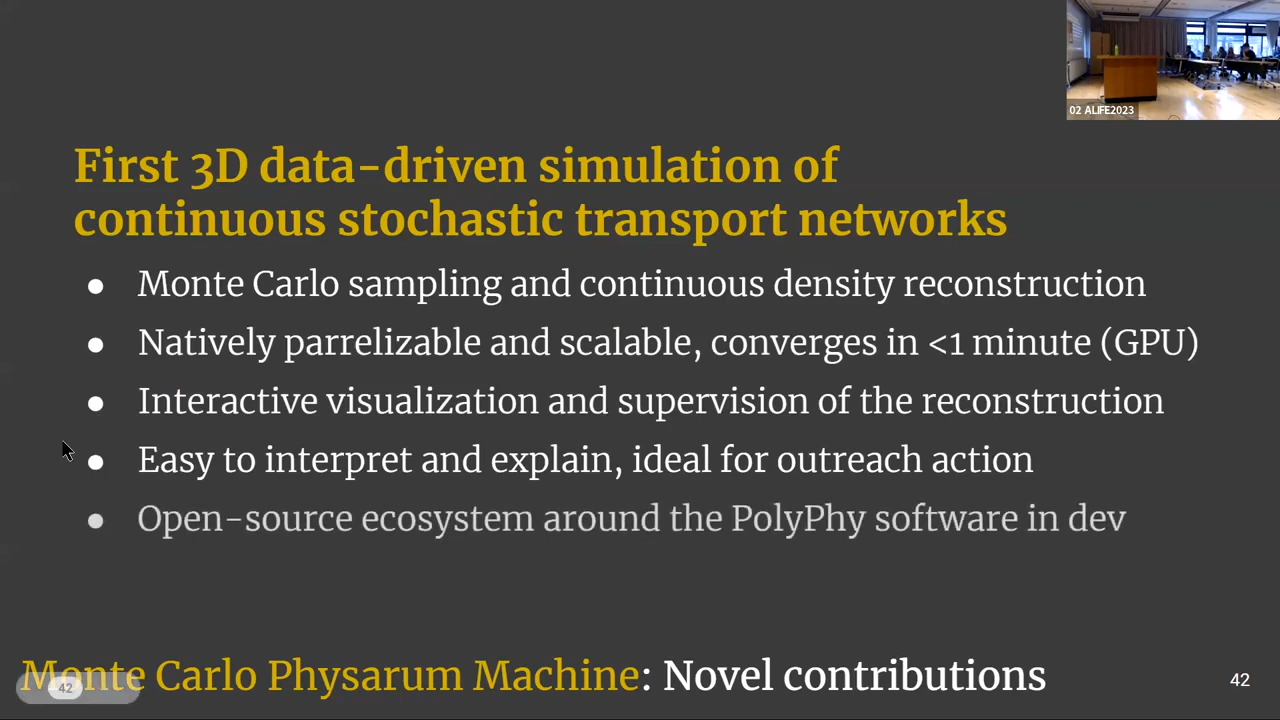 02 ALIFE2023
First 3D data-driven simulation of
continuous stochastic transport networks
● Monte Carlo sampling and continuous density reconstruction
● Natively parrelizable and scalable, converges in <1 minute (GPU)
● Interactive visualization and supervision of the reconstruction
● Easy to interpret and explain, ideal for outreach action
● Open-source ecosystem around the PolyPhy software in dev
Monte Carlo Physarum Machine: Novel contributions
42
42